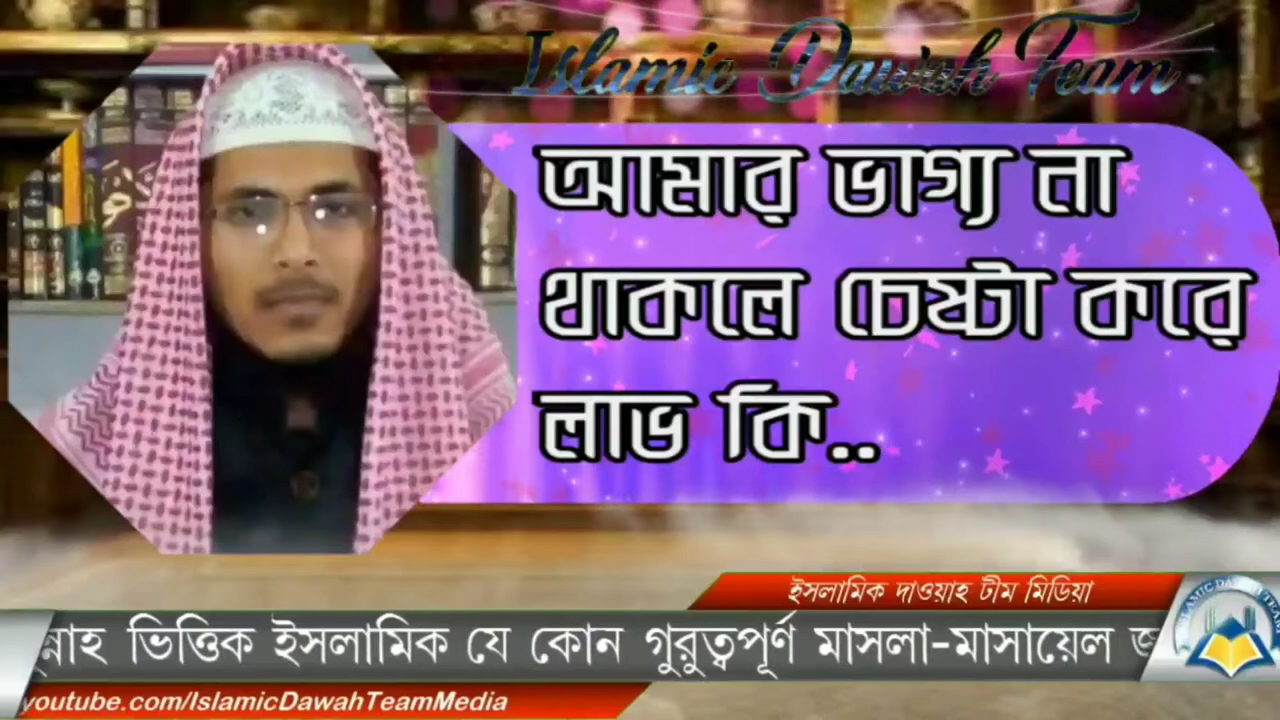 Islamic Dawah Team
আমার ভাগ্য না
থাকলে চেষ্টা করে
লাভ কি..
ইসলামিক দাওয়াহ টীম মিডিয়া
ভিত্তিক ইসলামিক যে কোন গুরুত্বপূর্ণ মাসলা-মাসায়েল
youtube.com/IslamicDawahTeamMedia